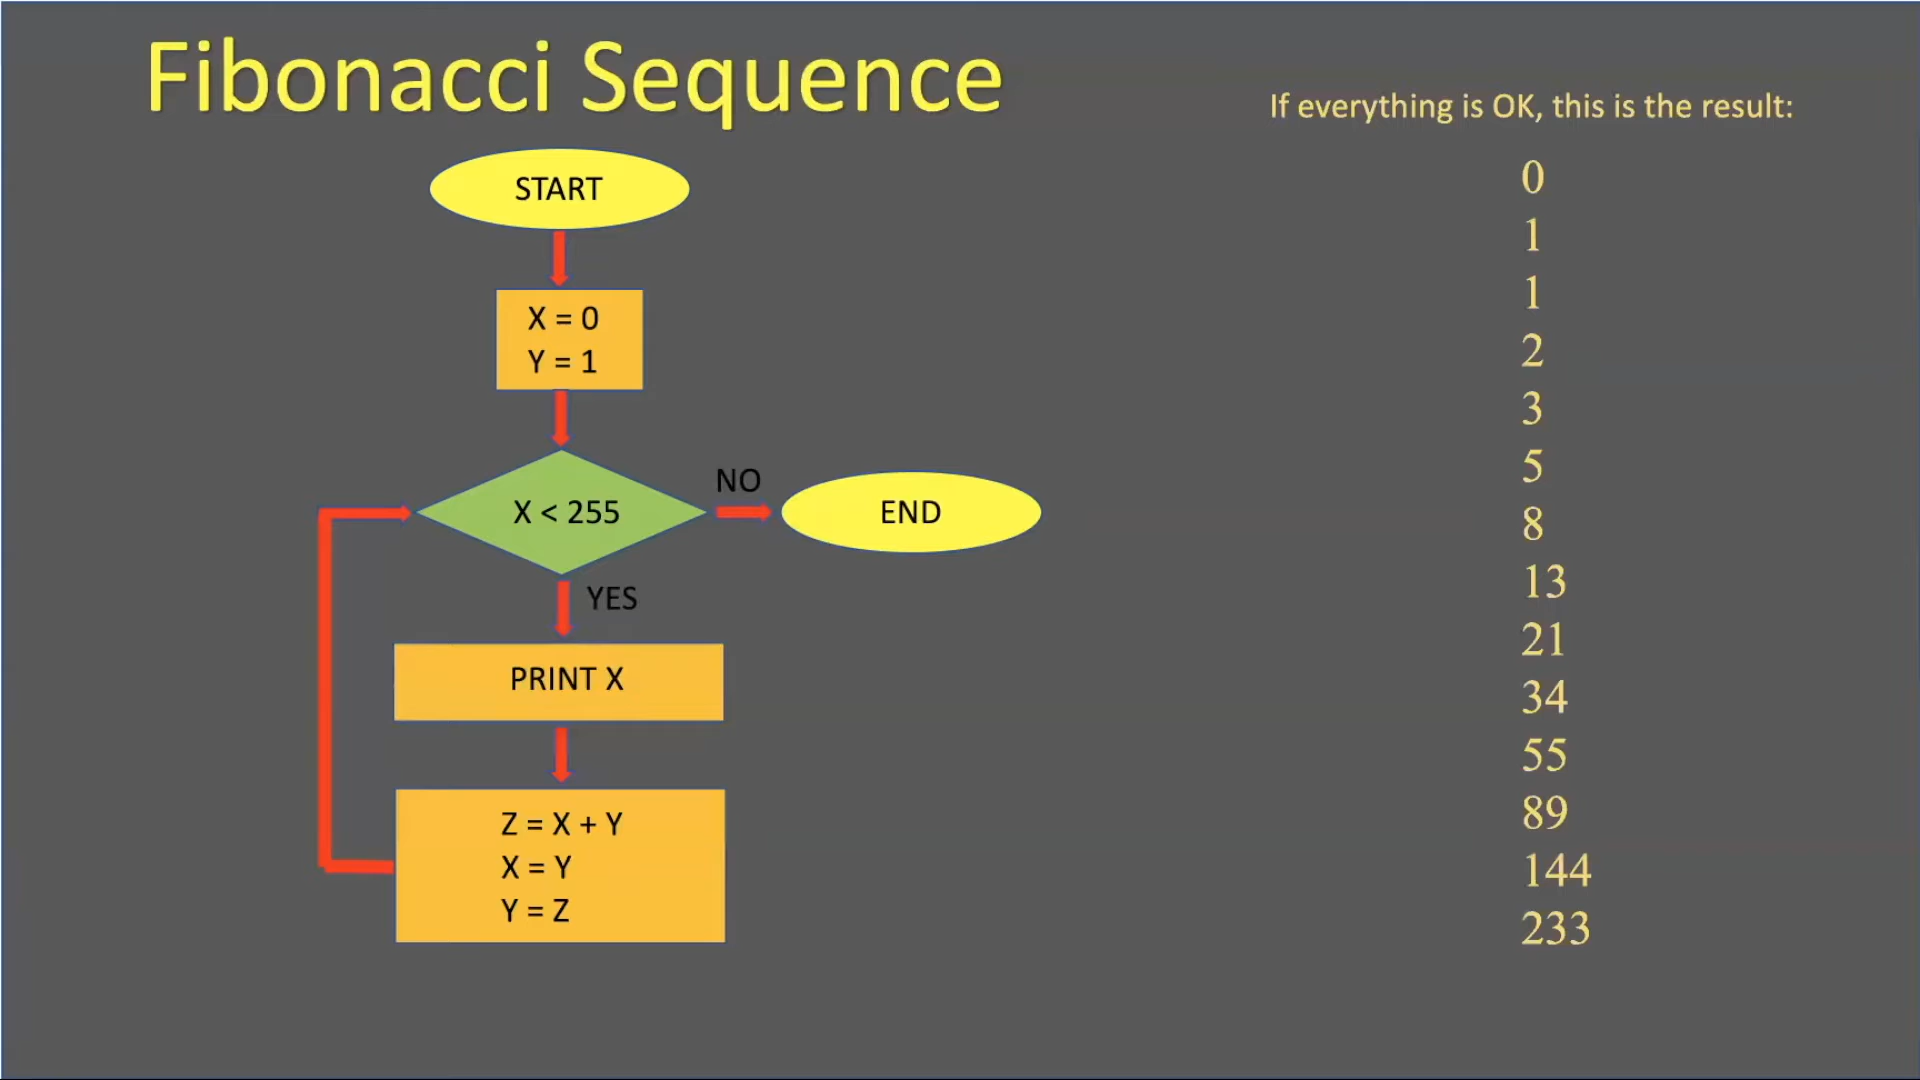 Fibonacci Sequence
START
X = 0
Y = 1
X < 255
NO
END
YES
PRINT X
Z = X + Y
X = Y
Y = Z
If everything is OK, this is the result:
0
1
1
2
3
5
8
13
21
34
55
89
144
233